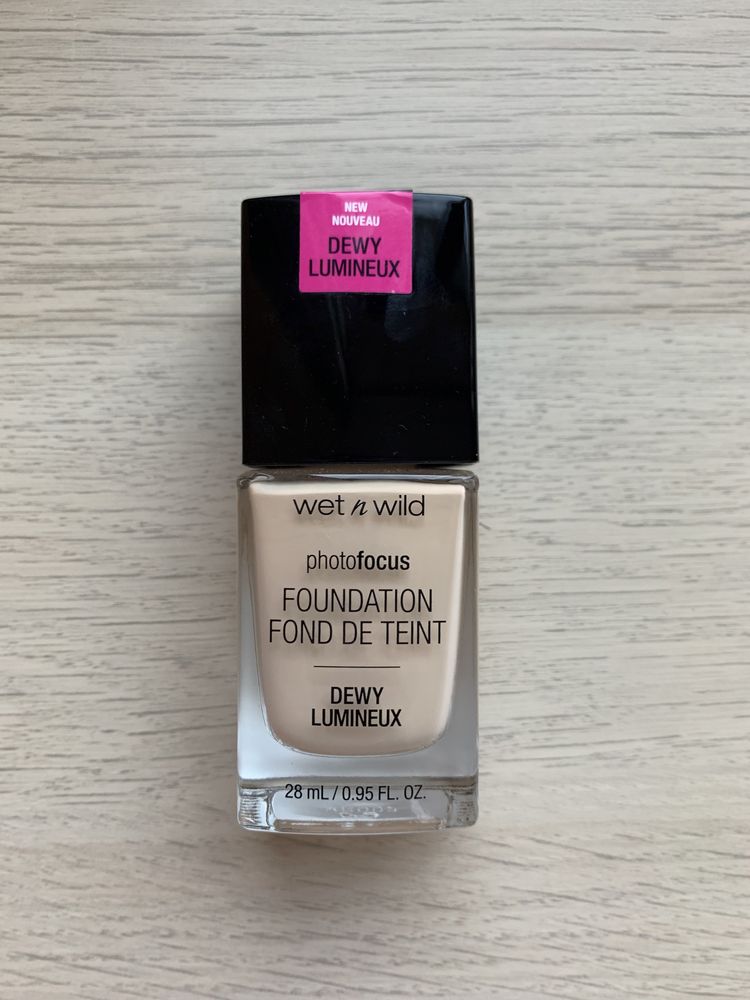 NEW
NOUVEAU
DEWY
LUMINEUX
wet n wild
photofocus
FOUNDATION
FOND DE TEINT
DEWY
LUMINEUX
28 mL / 0.95 FL. OZ.